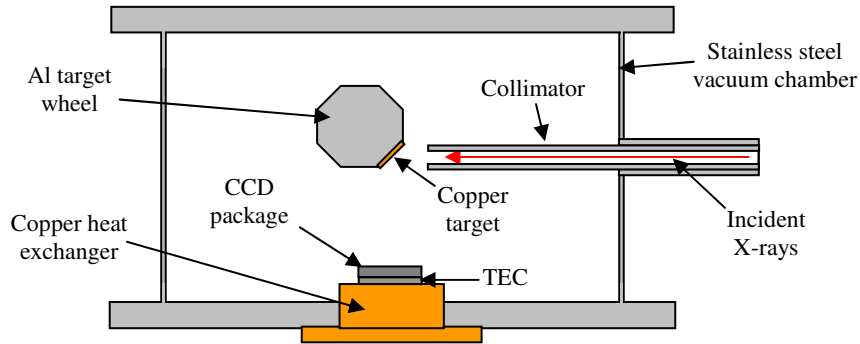 Al target
wheel
Collimator
Stainless steel
vacuum chamber
CCD
package
Copper
target
Copper heat
exchanger
TEC
Incident
X-rays